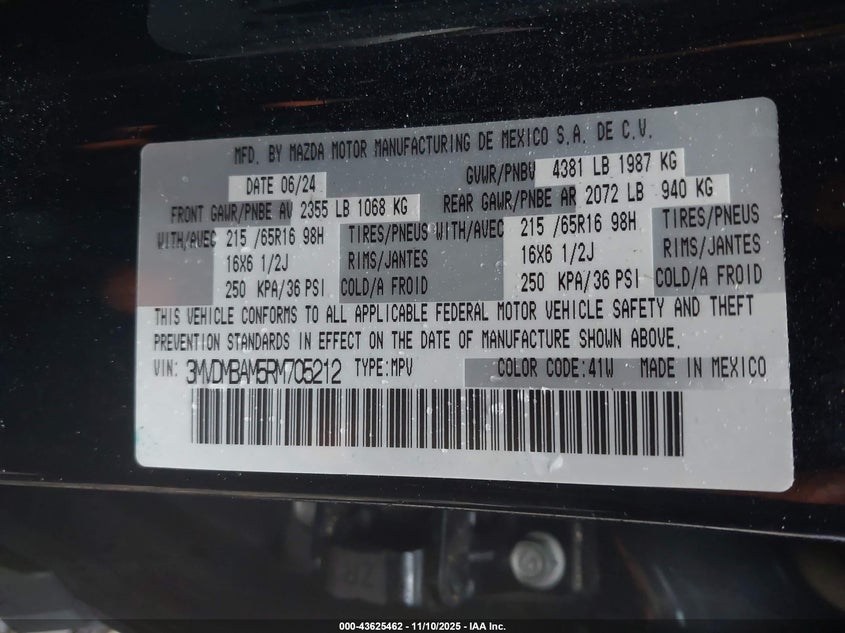 MFD. BY MAZDA MOTOR MANUFACTURING DE MEXICO S.A. DE C.V.
DATE 06/24 GVWR/PNBV 4381 LB 1987 KG
FRONT GAWR/PNBE AV 2355 LB 1068 KG REAR GAWR/PNBE AR 2072 LB 940 KG
WITH/AVEC 215 /65R16 98H TIRES/PNEUS WITH/AVEC 215 /65R16 98H TIRES/PNEUS
16X6 1/2J RIMS/JANTES 16X6 1/2J RIMS/JANTES
250 KPA/36 PSI COLD/A FROID 250 KPA/36 PSI COLD/A FROID
THIS VEHICLE CONFORMS TO ALL APPLICABLE FEDERAL MOTOR VEHICLE SAFETY AND THEFT
PREVENTION STANDARDS IN EFFECT ON THE DATE OF MANUFACTURE SHOWN ABOVE.
VIN: 3MVDMBAM5RM705212 TYPE:MPV COLOR CODE:41W MADE IN MEXICO
000-43625462 - 11/10/2025 - IAA Inc.